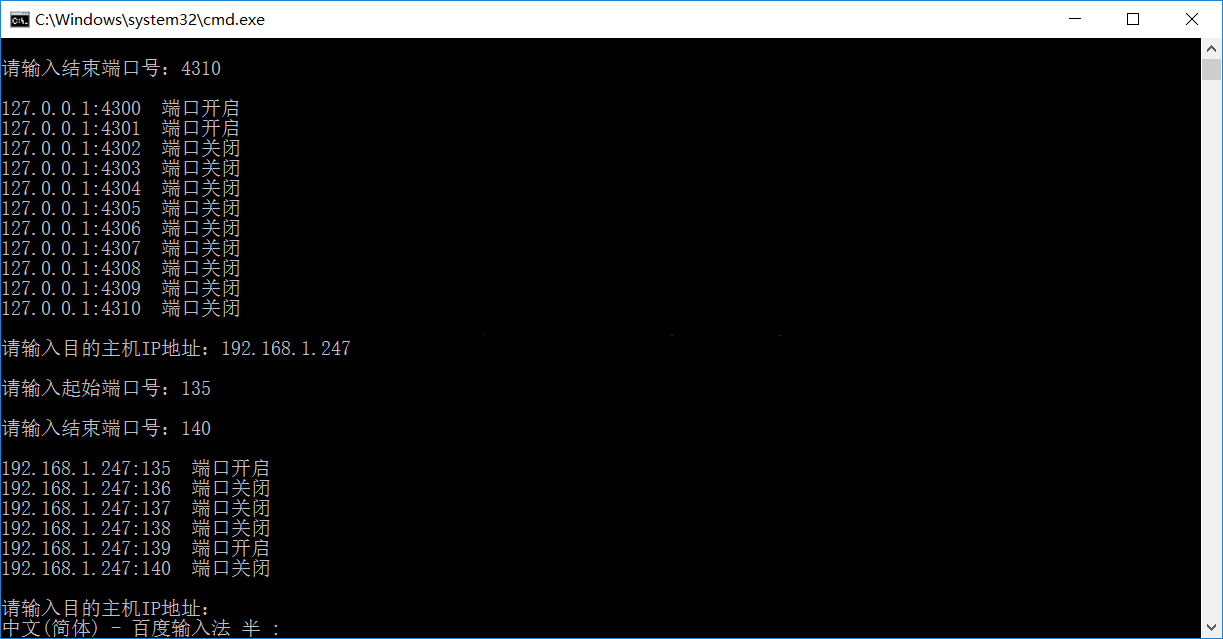 C:\Windows\system32\cmd.exe
请输入结束端口号：4310
127.0.0.1:4300  端口开启
127.0.0.1:4301  端口开启
127.0.0.1:4302  端口关闭
127.0.0.1:4303  端口关闭
127.0.0.1:4304  端口关闭
127.0.0.1:4305  端口关闭
127.0.0.1:4306  端口关闭
127.0.0.1:4307  端口关闭
127.0.0.1:4308  端口关闭
127.0.0.1:4309  端口关闭
127.0.0.1:4310  端口关闭
请输入目的主机IP地址：192.168.1.247
请输入起始端口号：135
请输入结束端口号：140
192.168.1.247:135  端口开启
192.168.1.247:136  端口关闭
192.168.1.247:137  端口关闭
192.168.1.247:138  端口关闭
192.168.1.247:139  端口开启
192.168.1.247:140  端口关闭
请输入目的主机IP地址：
中文(简体) - 百度输入法 半 :